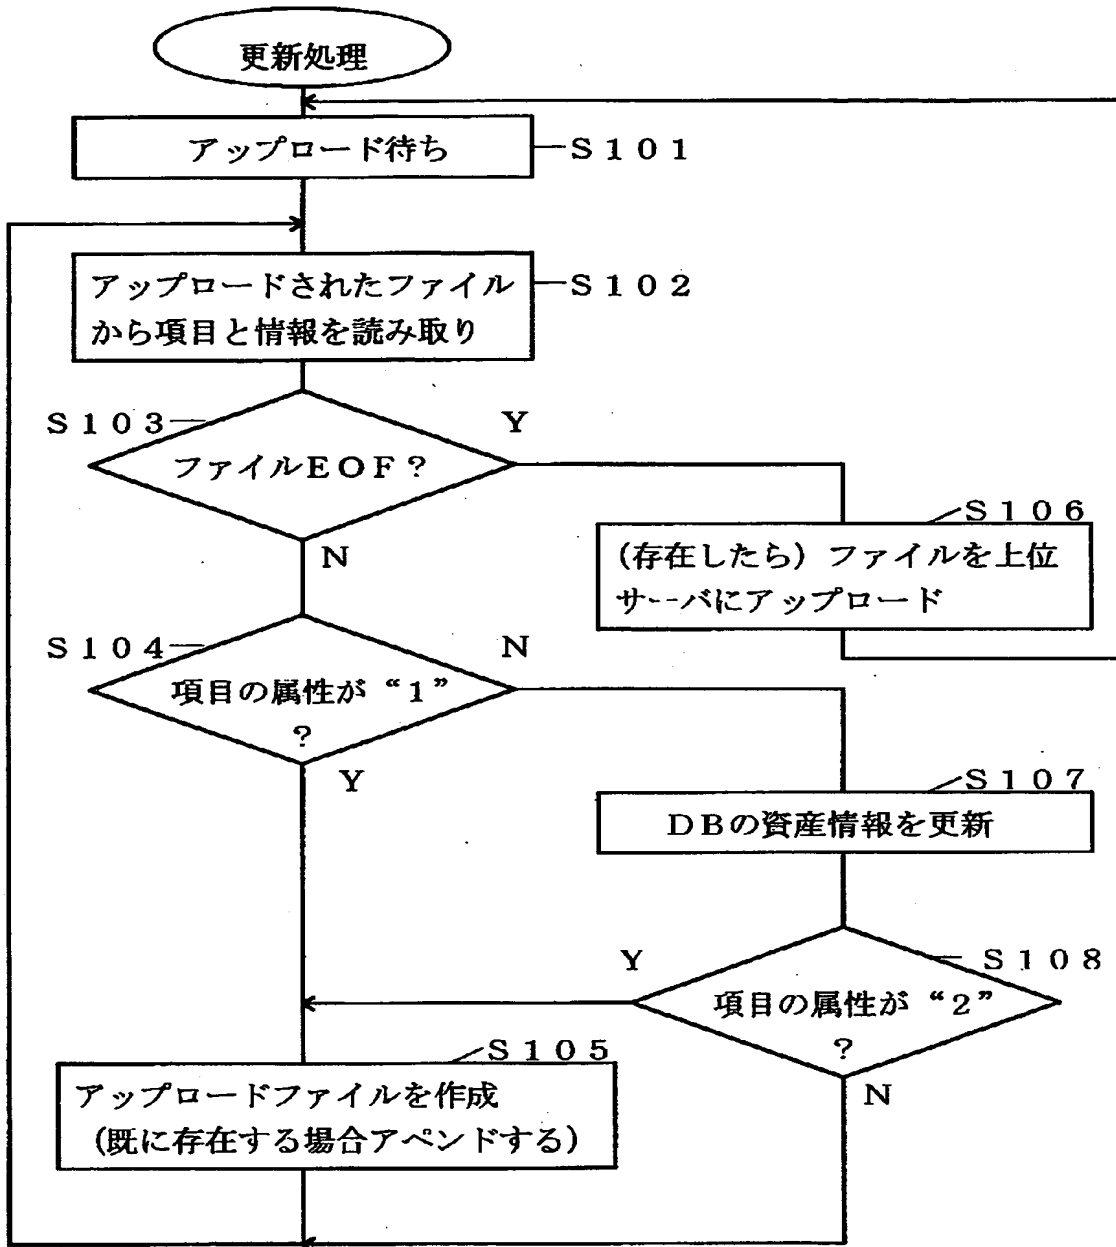 更新処理
アップロード待ち
S101
アップロードされたファイル
から項目と情報を読み取り
S102
S103
Y
ファイルEOF？
N
S106
(存在したら) ファイルを上位
サーバにアップロード
S104
N
項目の属性が“1”
？
Y
S107
DBの資産情報を更新
S108
Y
項目の属性が“2”
？
N
S105
アップロードファイルを作成
(既に存在する場合アペンドする)